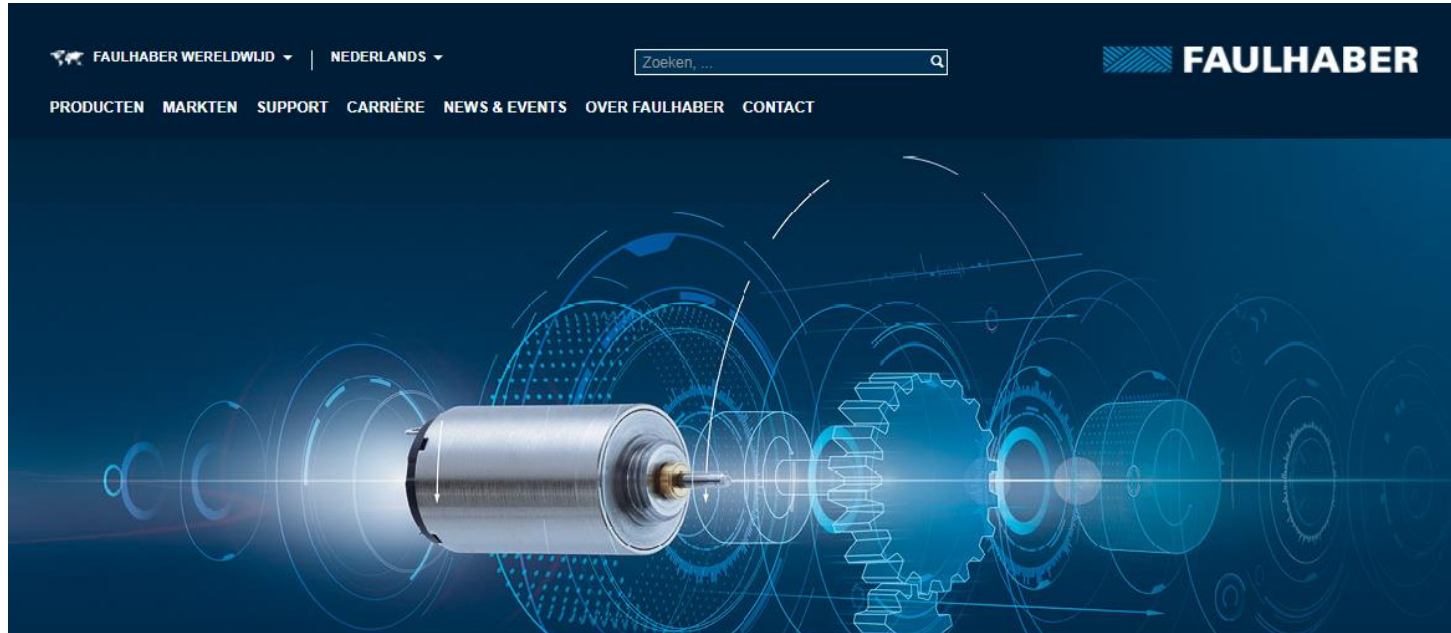 FAULHABER WERELDWIJD | NEDERLANDS
Zoeken, ...
FAULHABER
PRODUCTEN MARKTEN SUPPORT CARRIÈRE NEWS & EVENTS OVER FAULHABER CONTACT